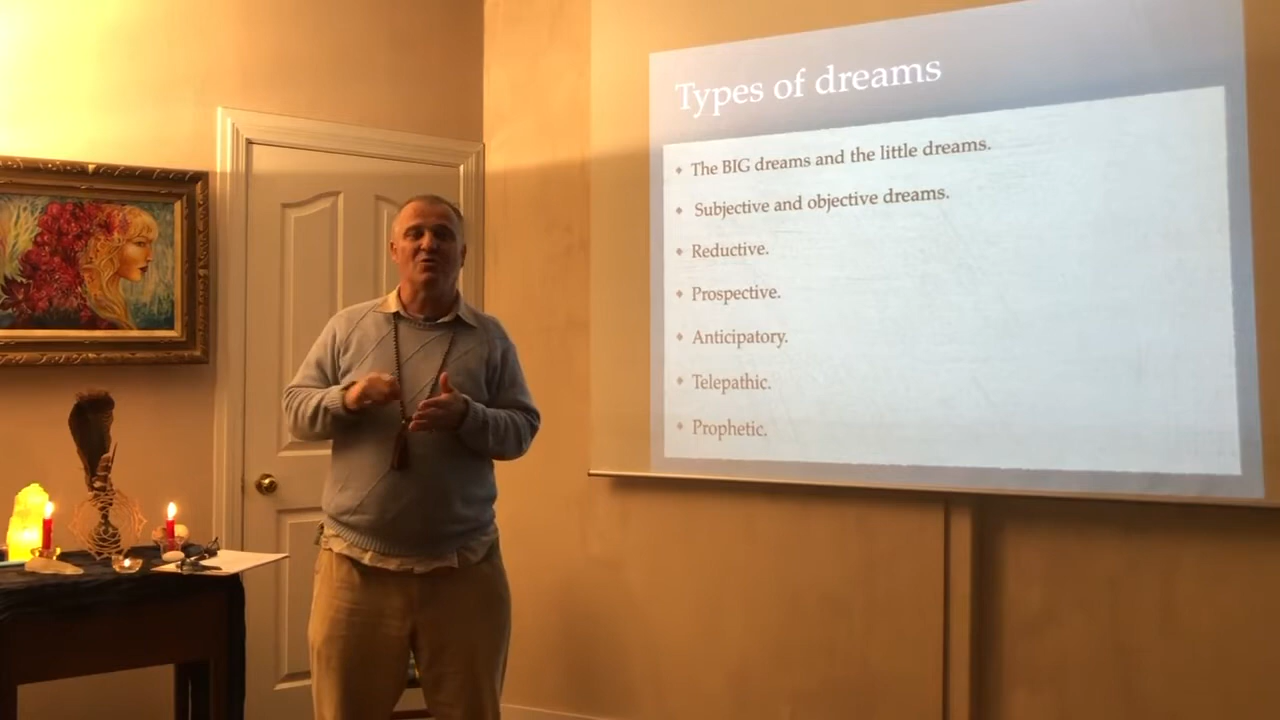 Types of dreams
The BIG dreams and the little dreams.
Subjective and objective dreams.
Reductive.
Prospective.
Anticipatory.
Telepathic.
Prophetic.